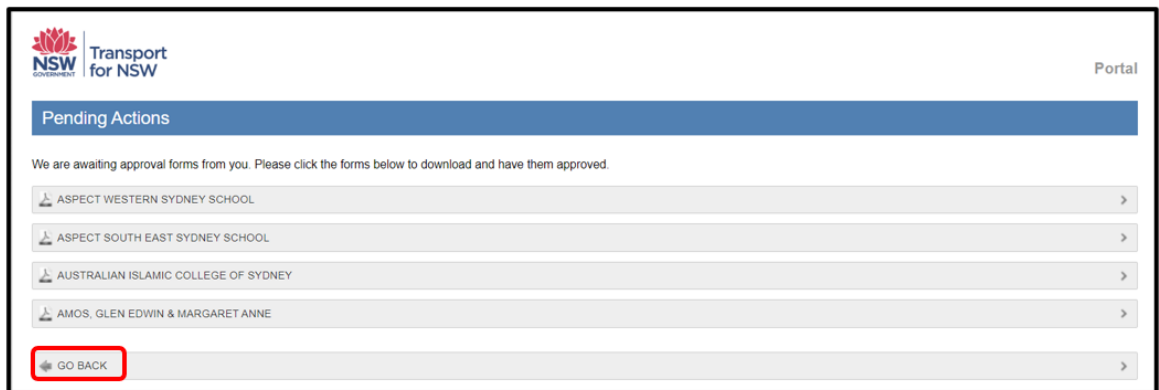 NSW
GOVERNMENT
Transport
for NSW
Portal
Pending Actions
We are awaiting approval forms from you. Please click the forms below to download and have them approved.
ASPECT WESTERN SYDNEY SCHOOL
ASPECT SOUTH EAST SYDNEY SCHOOL
AUSTRALIAN ISLAMIC COLLEGE OF SYDNEY
AMOS, GLEN EDWIN & MARGARET ANNE
GO BACK